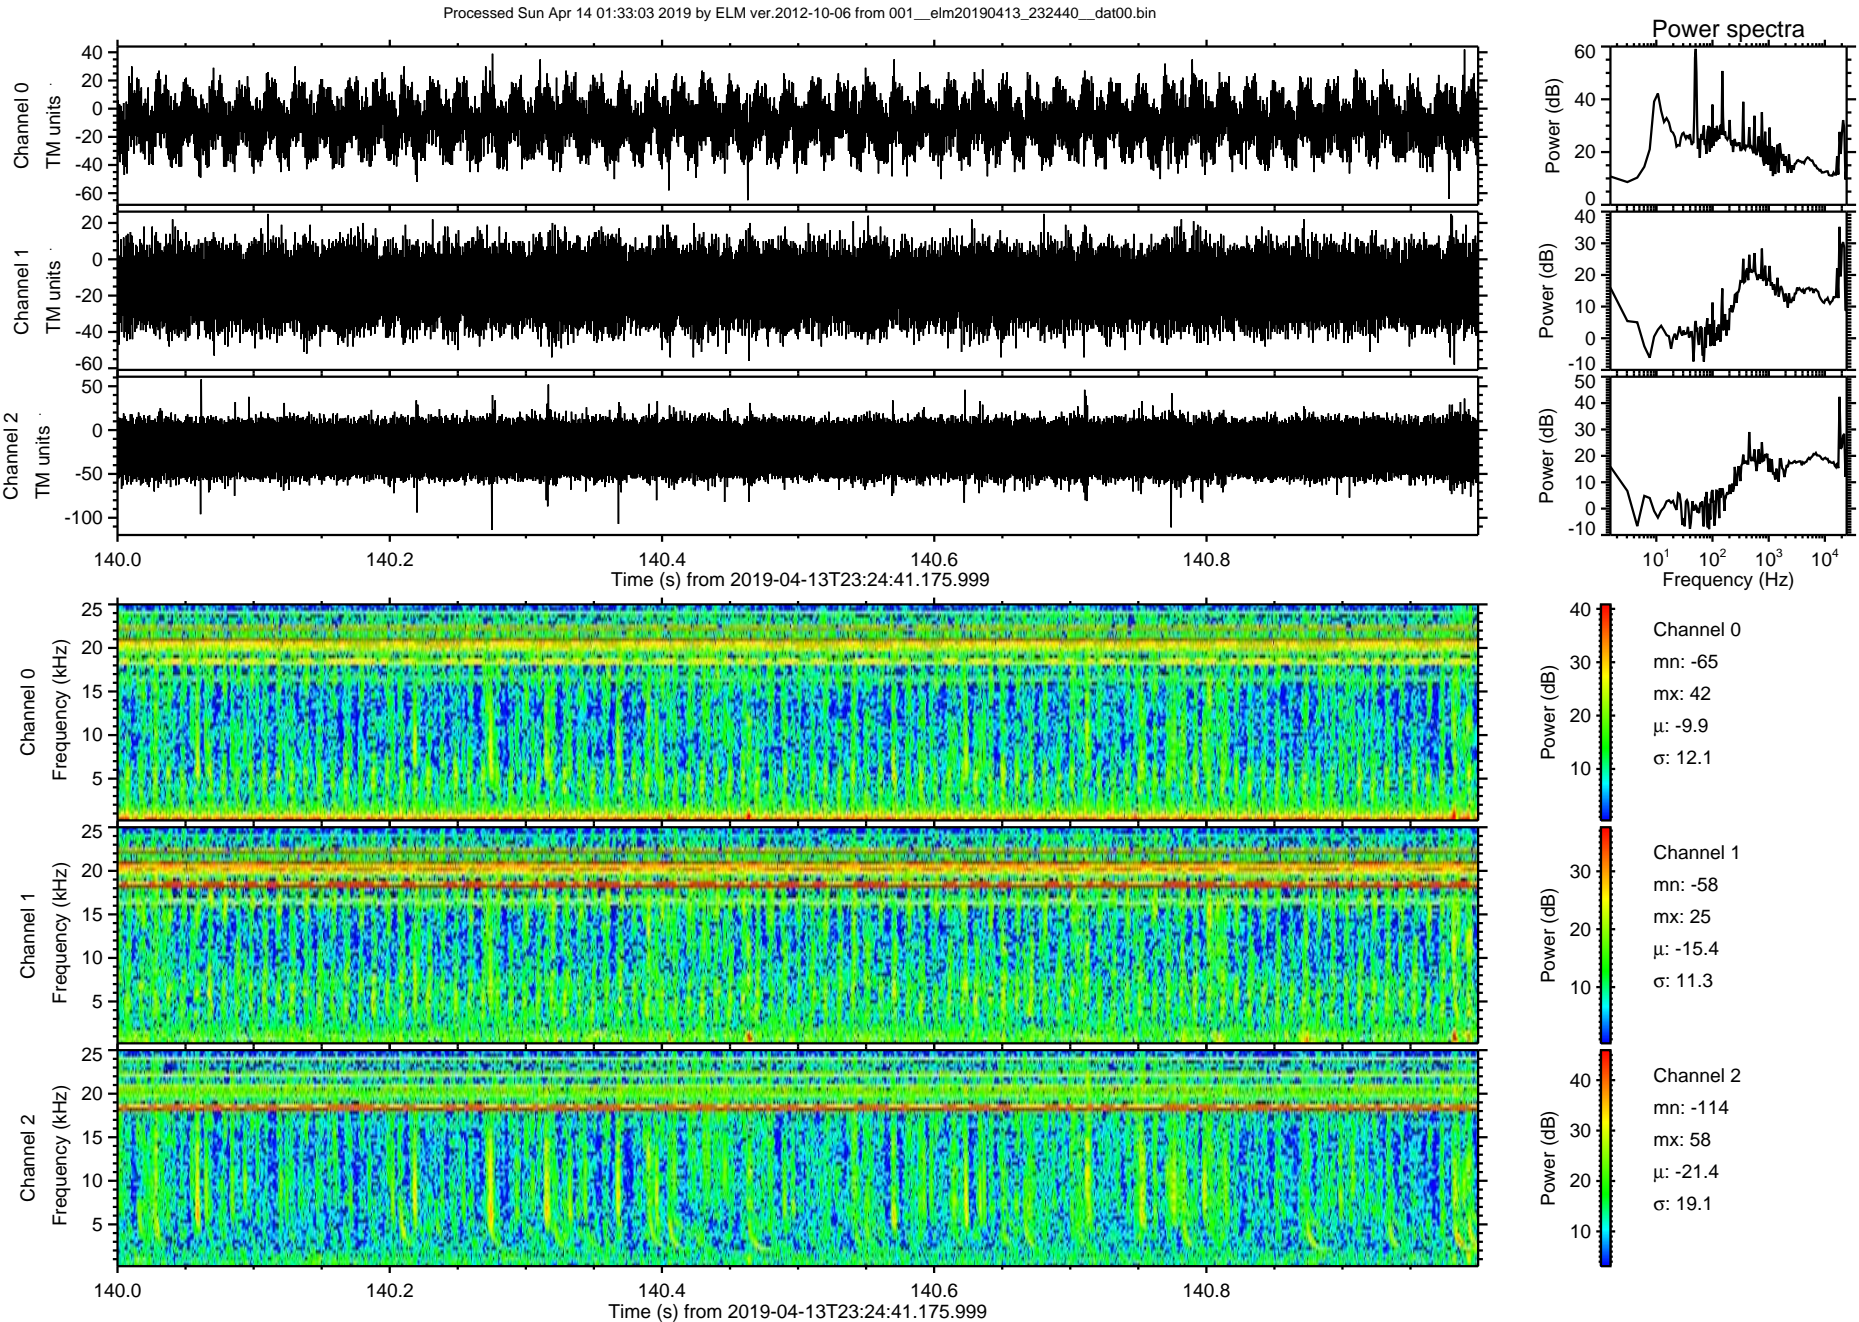 Processed Sun Apr 14 01:33:03 2019 by ELM ver.2012-10-06 from 001__elm20190413_232440__dat00.bin
Power spectra
Channel 0
TM units
40
20
0
-20
-40
-60
Power (dB)
60
40
20
0
Channel 1
TM units
20
0
-20
-40
-60
Power (dB)
40
30
20
10
0
-10
Channel 2
TM units
50
0
-50
-100
Power (dB)
50
40
30
20
10
0
-10
140.0 140.2 140.4 140.6 140.8
Time (s) from 2019-04-13T23:24:41.175.999
10¹ 10² 10³ 10⁴
Frequency (Hz)
Channel 0
Frequency (kHz)
25
20
15
10
5
Power (dB)
40
30
20
10
Channel 0
mn: -65
mx: 42
μ: -9.9
σ: 12.1
Channel 1
Frequency (kHz)
25
20
15
10
5
Power (dB)
30
20
10
Channel 1
mn: -58
mx: 25
μ: -15.4
σ: 11.3
Channel 2
Frequency (kHz)
25
20
15
10
5
Power (dB)
40
30
20
10
Channel 2
mn: -114
mx: 58
μ: -21.4
σ: 19.1
140.0 140.2 140.4 140.6 140.8
Time (s) from 2019-04-13T23:24:41.175.999